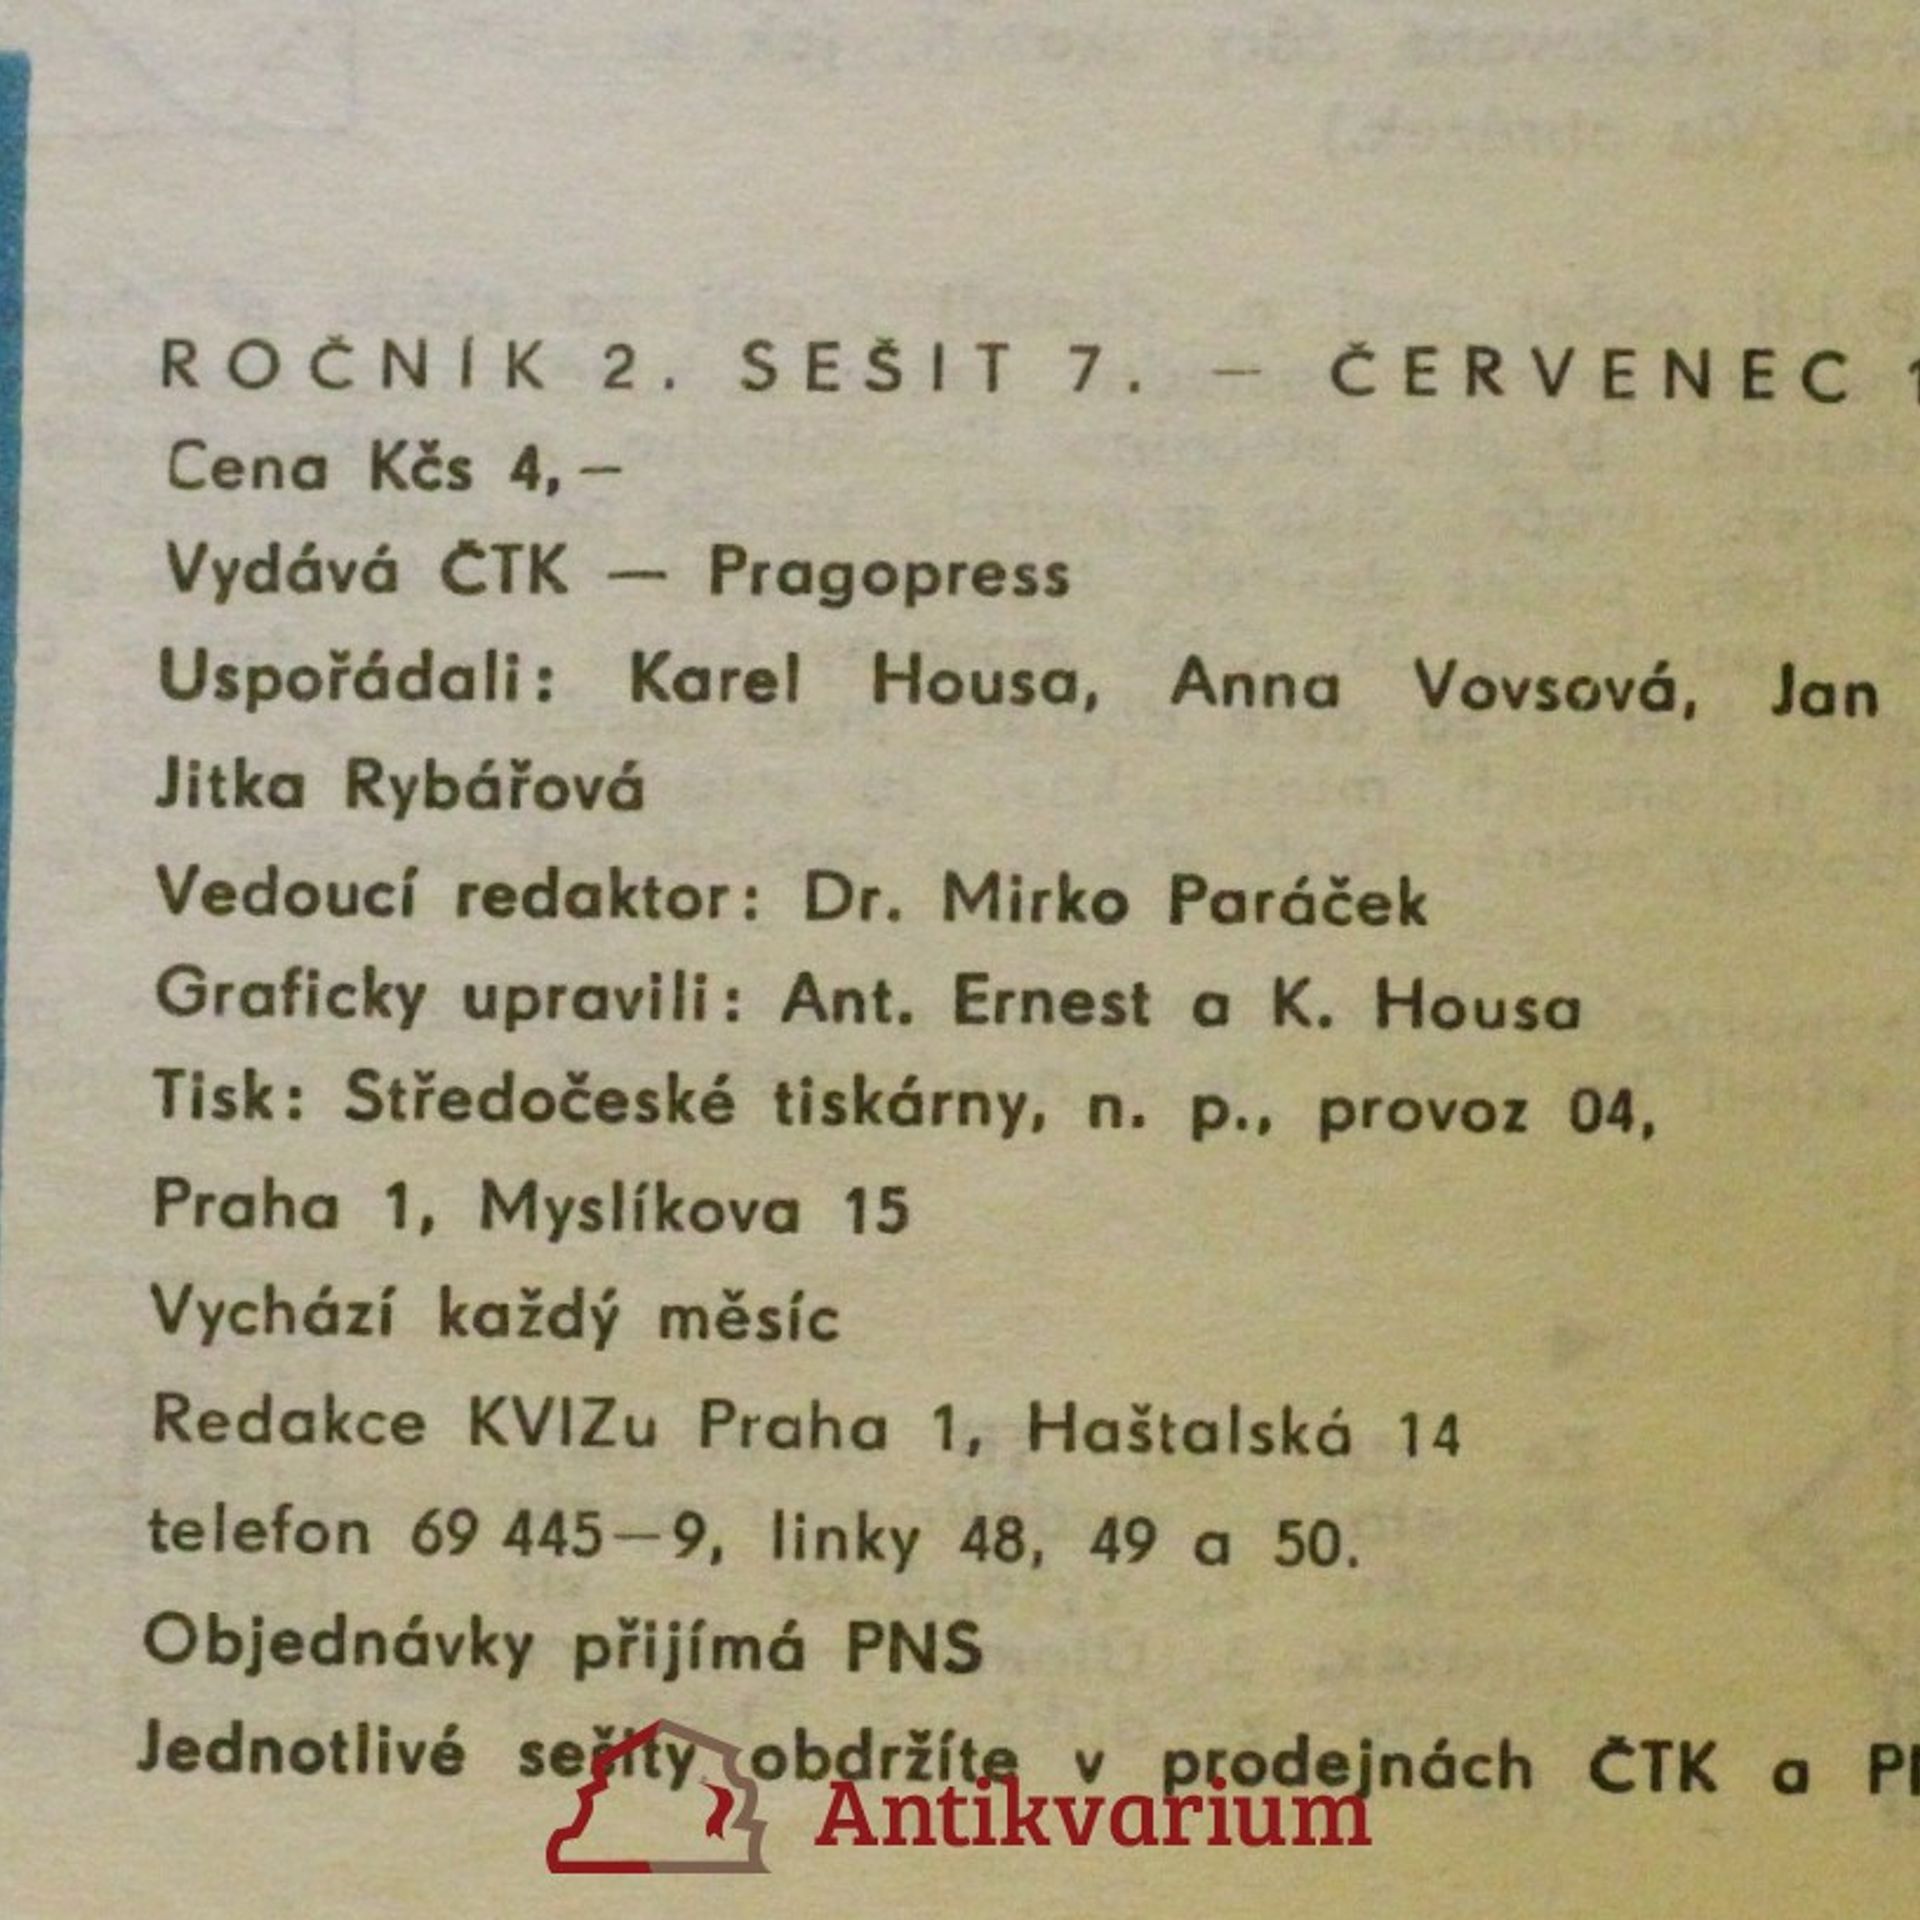 ROČNÍK 2. SEŠIT 7. — ČERVENEC 1
Cena Kčs 4,—
Vydává ČTK — Pragopress
Uspořádali: Karel Housa, Anna Vovsová, Jan
Jitka Rybářová
Vedoucí redaktor: Dr. Mirko Paráček
Graficky upravili: Ant. Ernest a K. Housa
Tisk: Středočeské tiskárny, n. p., provoz 04,
Praha 1, Myslíkova 15
Vychází každý měsíc
Redakce KVIZu Praha 1, Haštalská 14
telefon 69 445—9, linky 48, 49 a 50.
Objednávky přijímá PNS
Jednotlivé sešity obdržíte v prodejnách ČTK a
Antikvarium